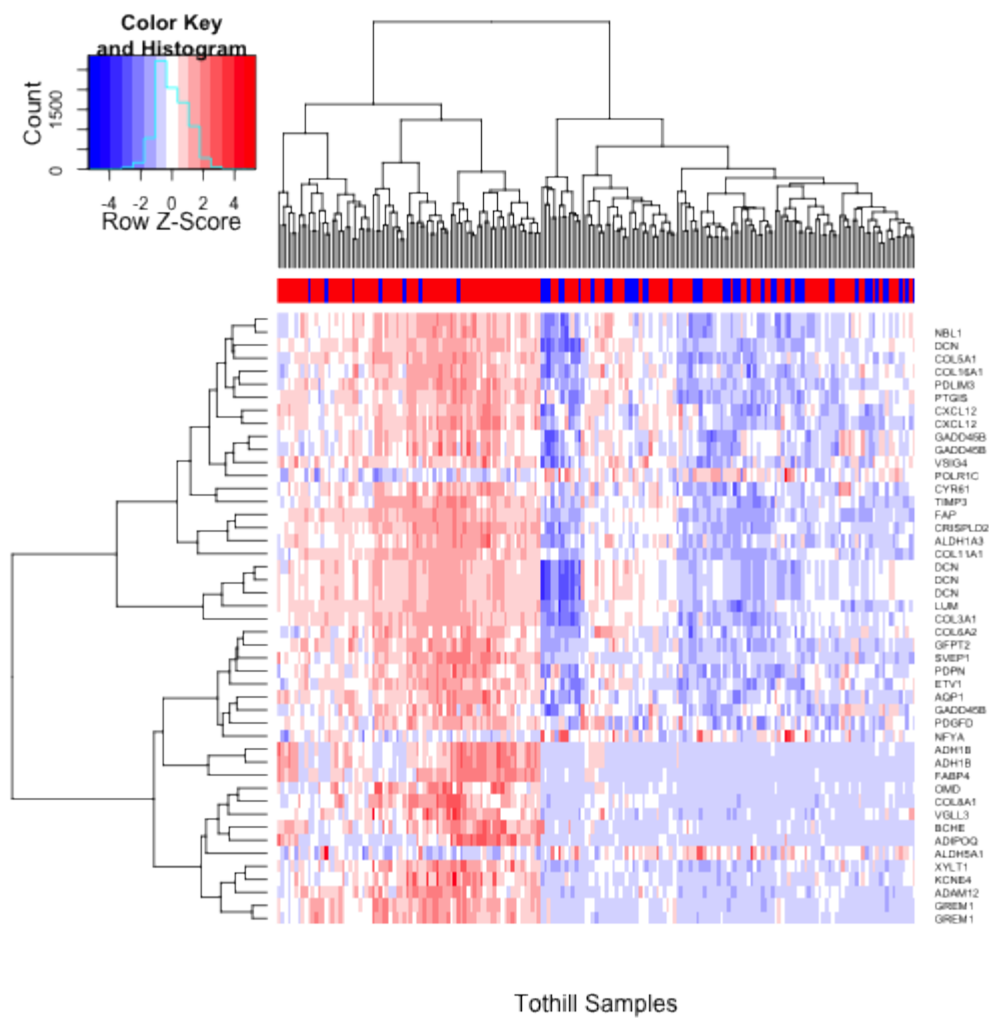 Color Key
and Histogram
Count
1500
0
-4 -2 0 2 4
Row Z-Score
NBL1
DCN
COL5A1
COL16A1
PDLIM3
PTGIS
CXCL12
CXCL12
GADD45B
GADD45B
VSIG4
POLR1C
CYR61
TIMP3
FAP
CRISPLD2
ALDH1A3
COL11A1
DCN
DCN
DCN
LUM
COL3A1
COL6A2
GFPT2
SVEP1
PDPN
ETV1
AQP1
GADD45B
PDGFD
NFYA
ADH1B
ADH1B
FABP4
OMD
COL8A1
VGLL3
BCHE
ADIPOQ
ALDH5A1
XYLT1
KCNE4
ADAM12
GREM1
GREM1
Tothill Samples